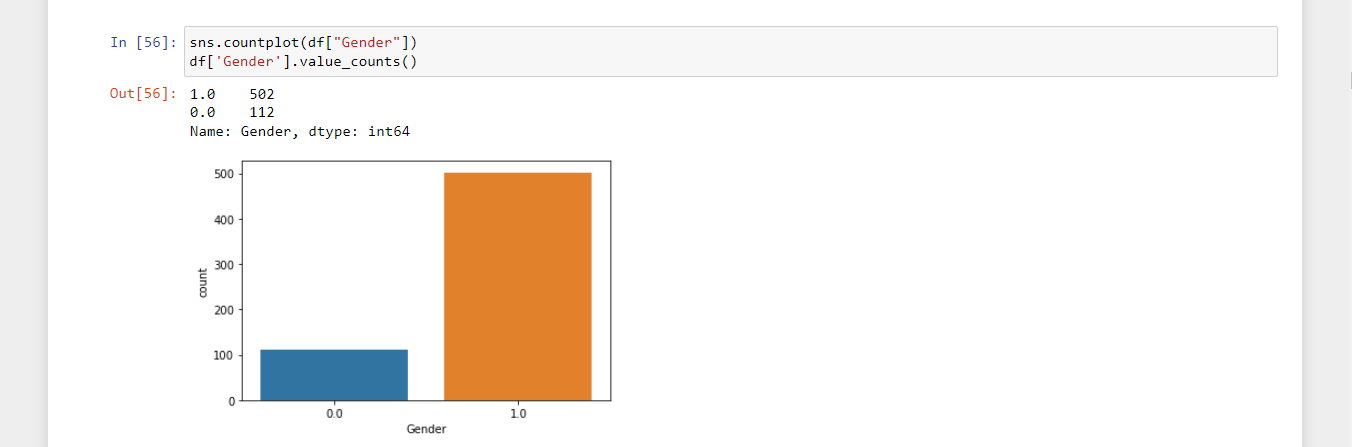 In [56]: sns.countplot(df["Gender"])
df['Gender'].value_counts()
Out[56]: 1.0    502
0.0    112
Name: Gender, dtype: int64
500
400
300
200
100
0
count
0.0 1.0
Gender